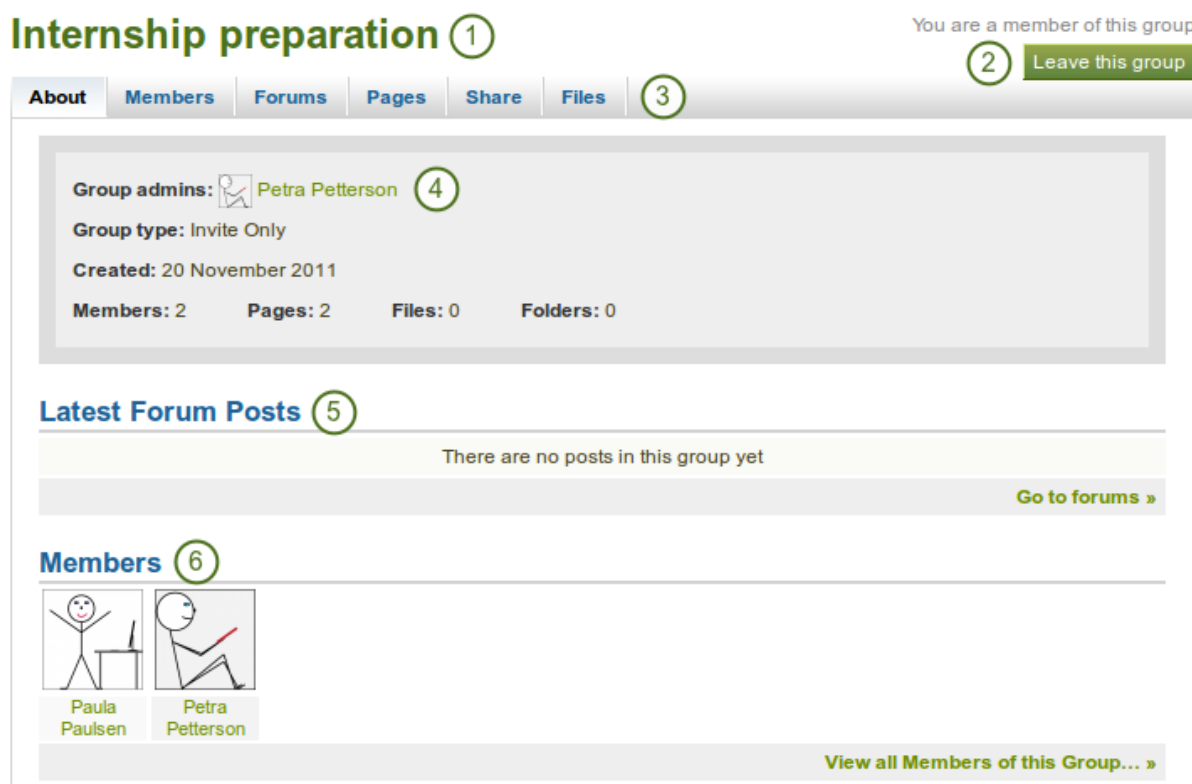 Internship preparation 1
You are a member of this group
2 Leave this group
About Members Forums Pages Share Files 3
Group admins: Petra Petterson 4
Group type: Invite Only
Created: 20 November 2011
Members: 2 Pages: 2 Files: 0 Folders: 0
Latest Forum Posts 5
There are no posts in this group yet
Go to forums »
Members 6
Paula Paulsen
Petra Petterson
View all Members of this Group... »